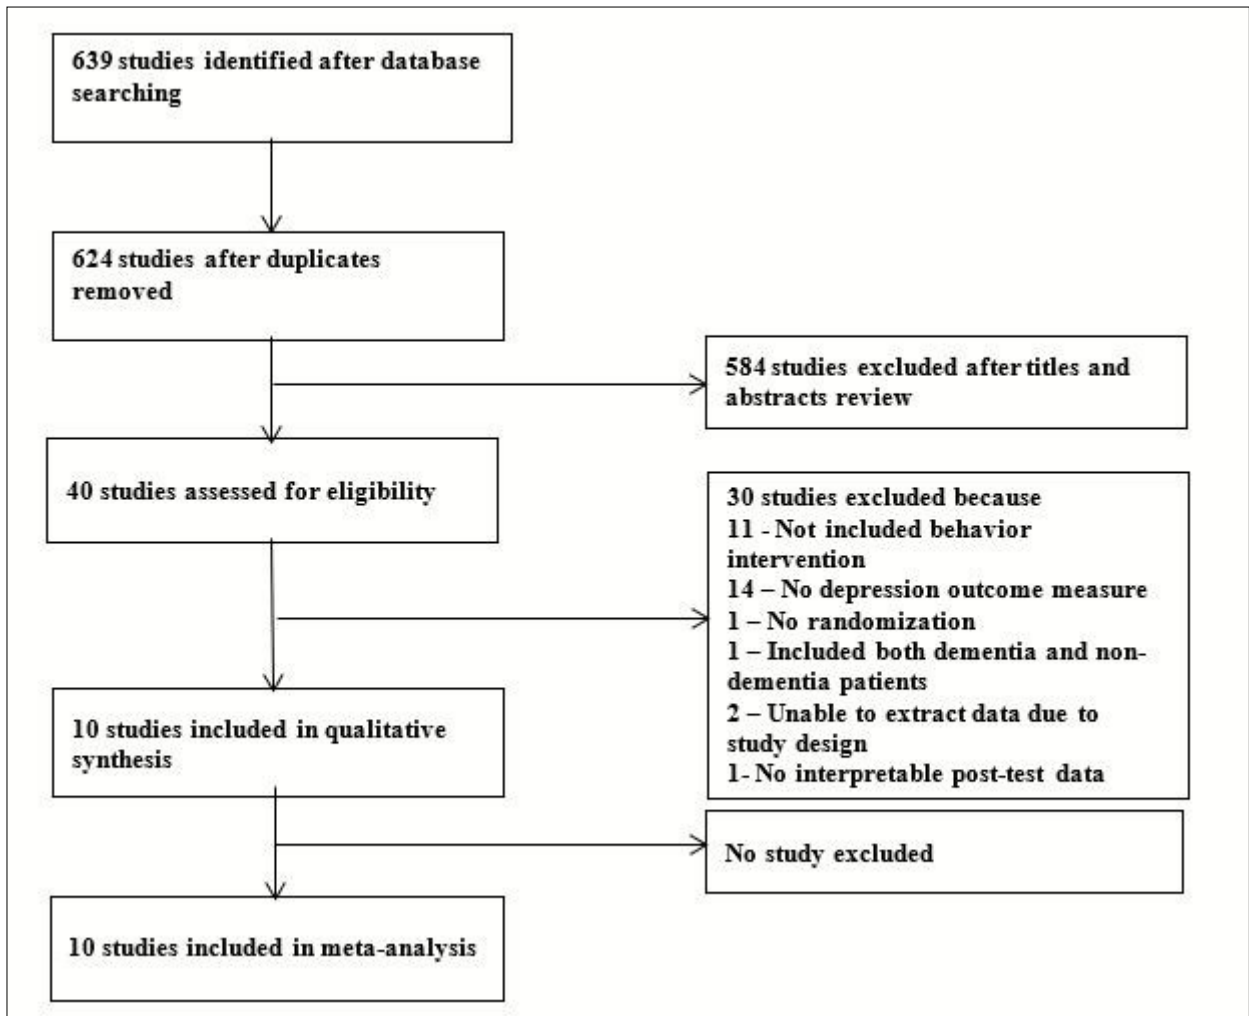 639 studies identified after database
searching
624 studies after duplicates
removed
584 studies excluded after titles and
abstracts review
40 studies assessed for eligibility
30 studies excluded because
11 - Not included behavior
intervention
14 – No depression outcome measure
1 – No randomization
1 – Included both dementia and non-
dementia patients
2 – Unable to extract data due to
study design
1- No interpretable post-test data
10 studies included in qualitative
synthesis
No study excluded
10 studies included in meta-analysis